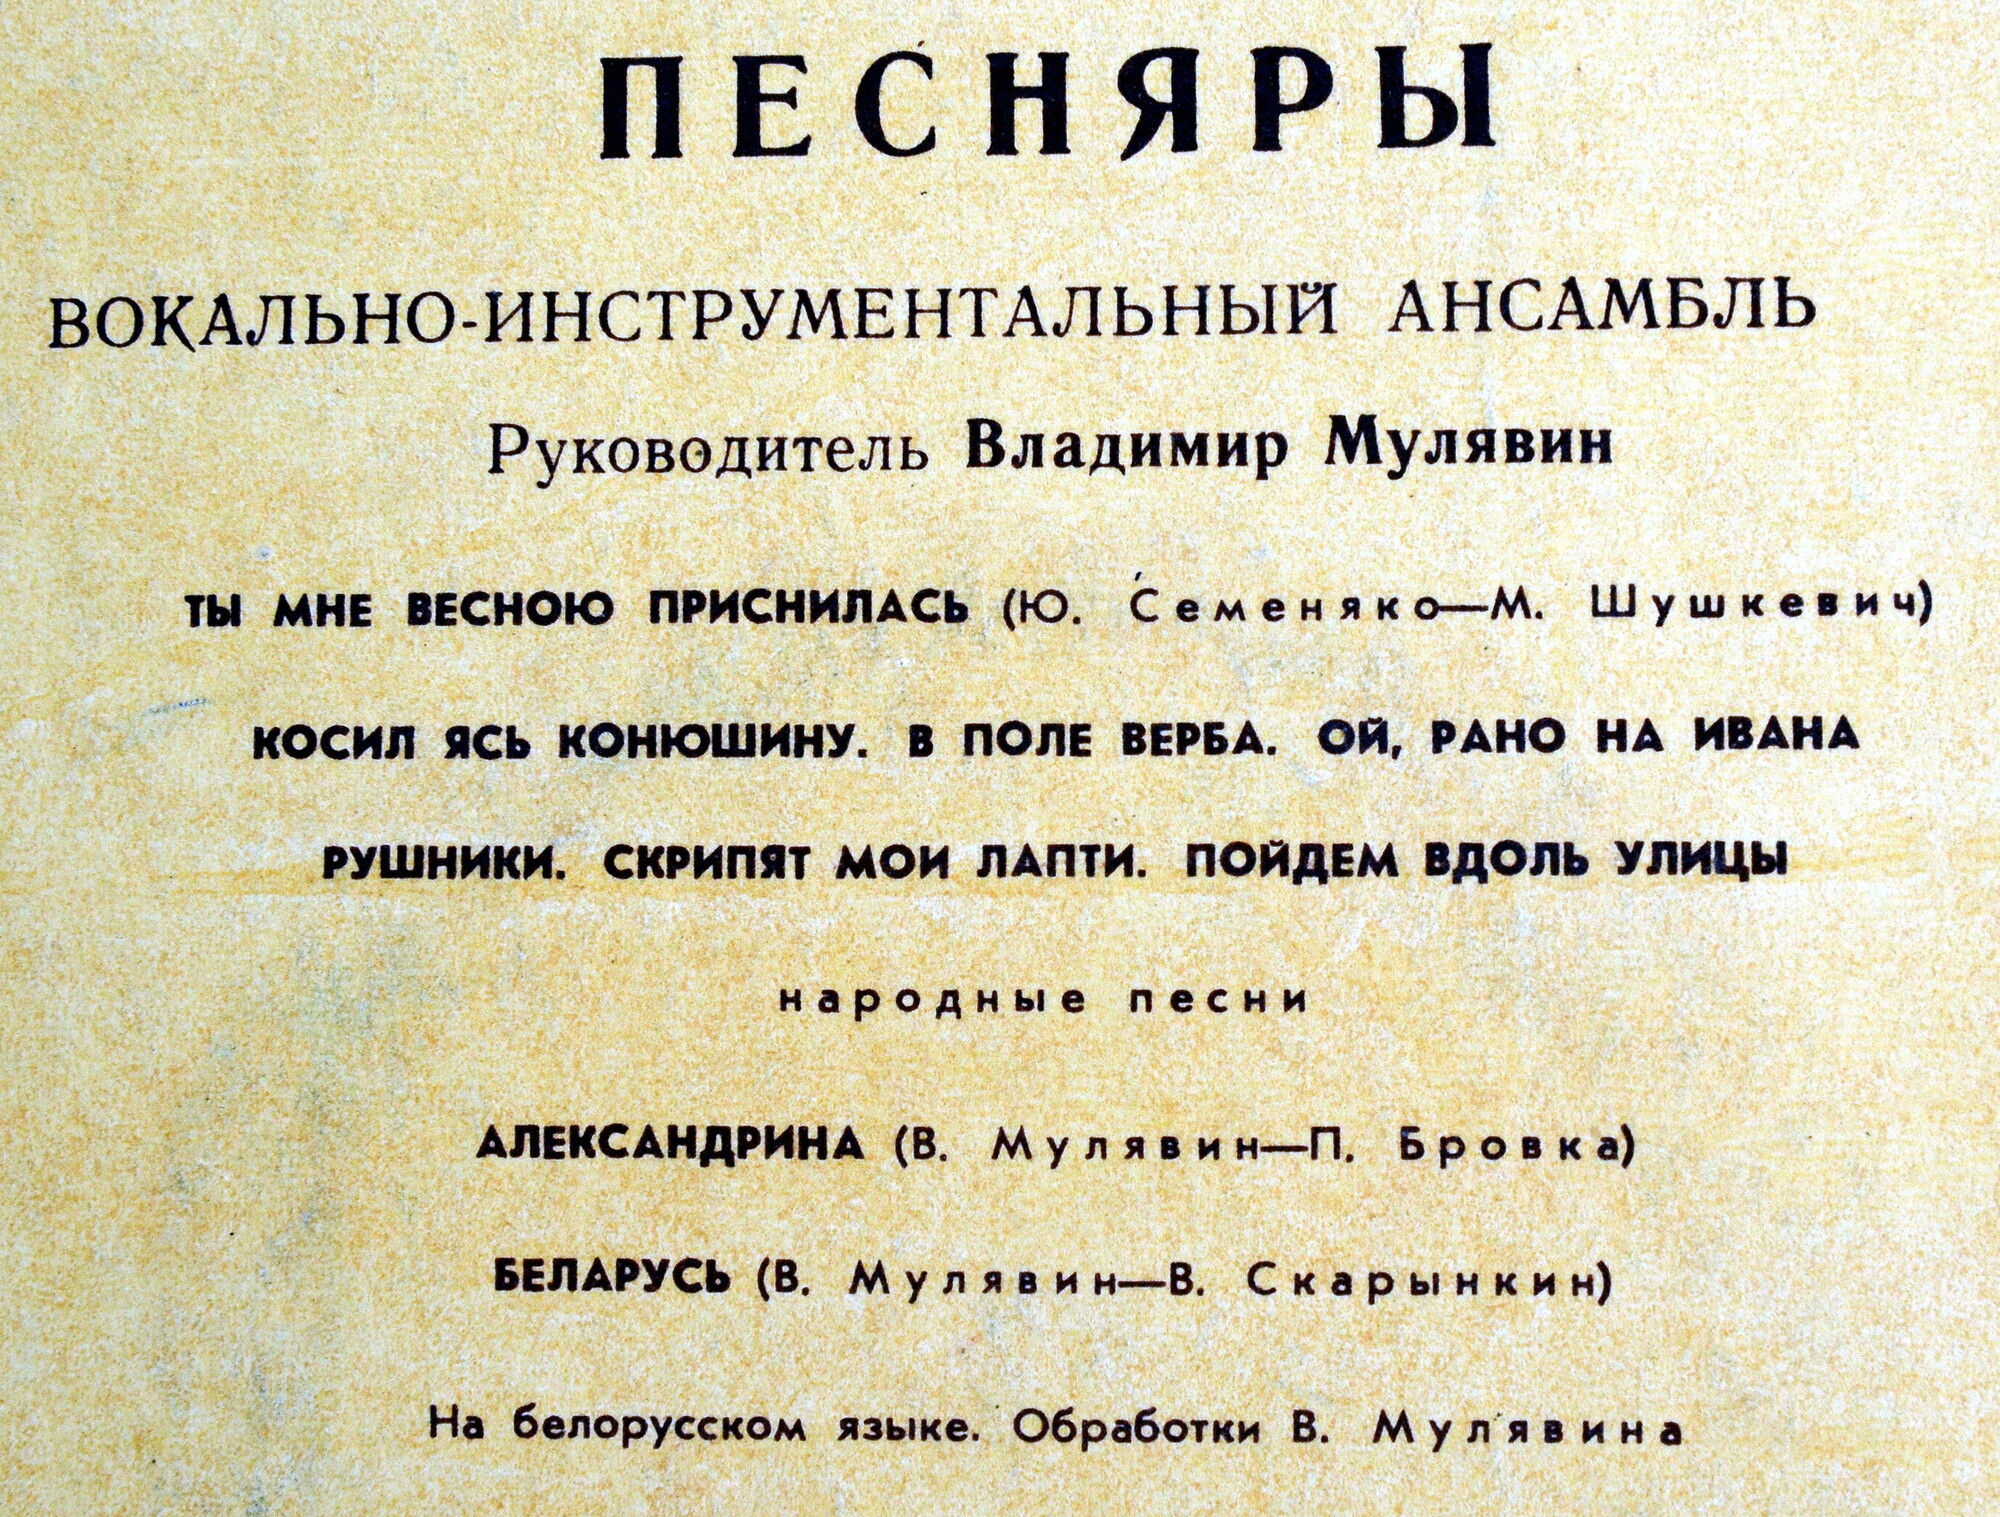 ПЕСНЯРЫ
ВОКАЛЬНО-ИНСТРУМЕНТАЛЬНЫЙ АНСАМБЛЬ
Руководитель Владимир Мулявин
ТЫ МНЕ ВЕСНОЮ ПРИСНИЛАСЬ (Ю. Семеняко—М. Шушкевич)
КОСИЛ ЯСЬ КОНЮШИНУ. В ПОЛЕ ВЕРБА. ОЙ, РАНО НА ИВАНА
РУШНИКИ. СКРИПЯТ МОИ ЛАПТИ. ПОЙДЕМ ВДОЛЬ УЛИЦЫ
народные песни
АЛЕКСАНДРИНА (В. Мулявин—П. Бровка)
БЕЛАРУСЬ (В. Мулявин—В. Скарынкин)
На белорусском языке. Обработки В. Мулявина